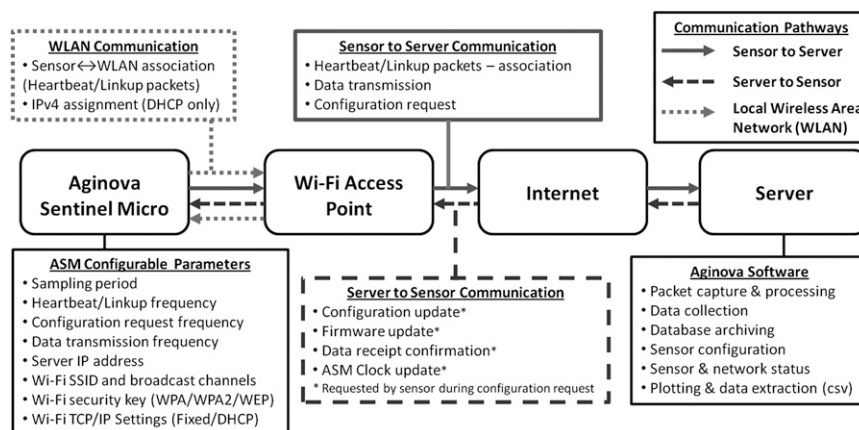 WLAN Communication
• Sensor↔WLAN association
(Heartbeat/Linkup packets)
• IPv4 assignment (DHCP only)
Sensor to Server Communication
• Heartbeat/Linkup packets – association
• Data transmission
• Configuration request
Communication Pathways
Sensor to Server
Server to Sensor
Local Wireless Area
Network (WLAN)
Aginova
Sentinel Micro
Wi-Fi Access
Point
Internet
Server
ASM Configurable Parameters
• Sampling period
• Heartbeat/Linkup frequency
• Configuration request frequency
• Data transmission frequency
• Server IP address
• Wi-Fi SSID and broadcast channels
• Wi-Fi security key (WPA/WPA2/WEP)
• Wi-Fi TCP/IP Settings (Fixed/DHCP)
Server to Sensor Communication
• Configuration update*
• Firmware update*
• Data receipt confirmation*
• ASM Clock update*
* Requested by sensor during configuration request
Aginova Software
• Packet capture & processing
• Data collection
• Database archiving
• Sensor configuration
• Sensor & network status
• Plotting & data extraction (csv)